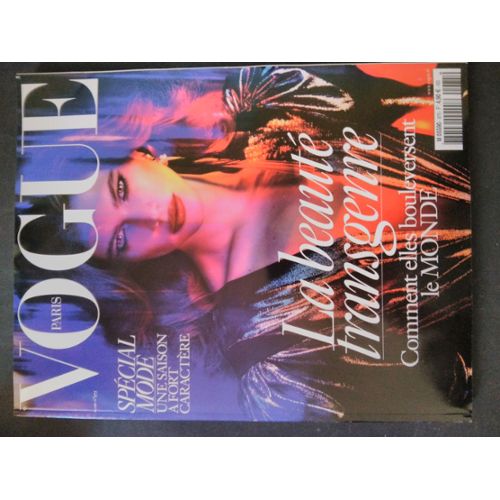 VOGUE
PARIS
SPÉCIAL
MODE
UNE SAISON
À FORT
CARACTÈRE
La beauté
transgenre
Comment elles bouleversent
le MONDE